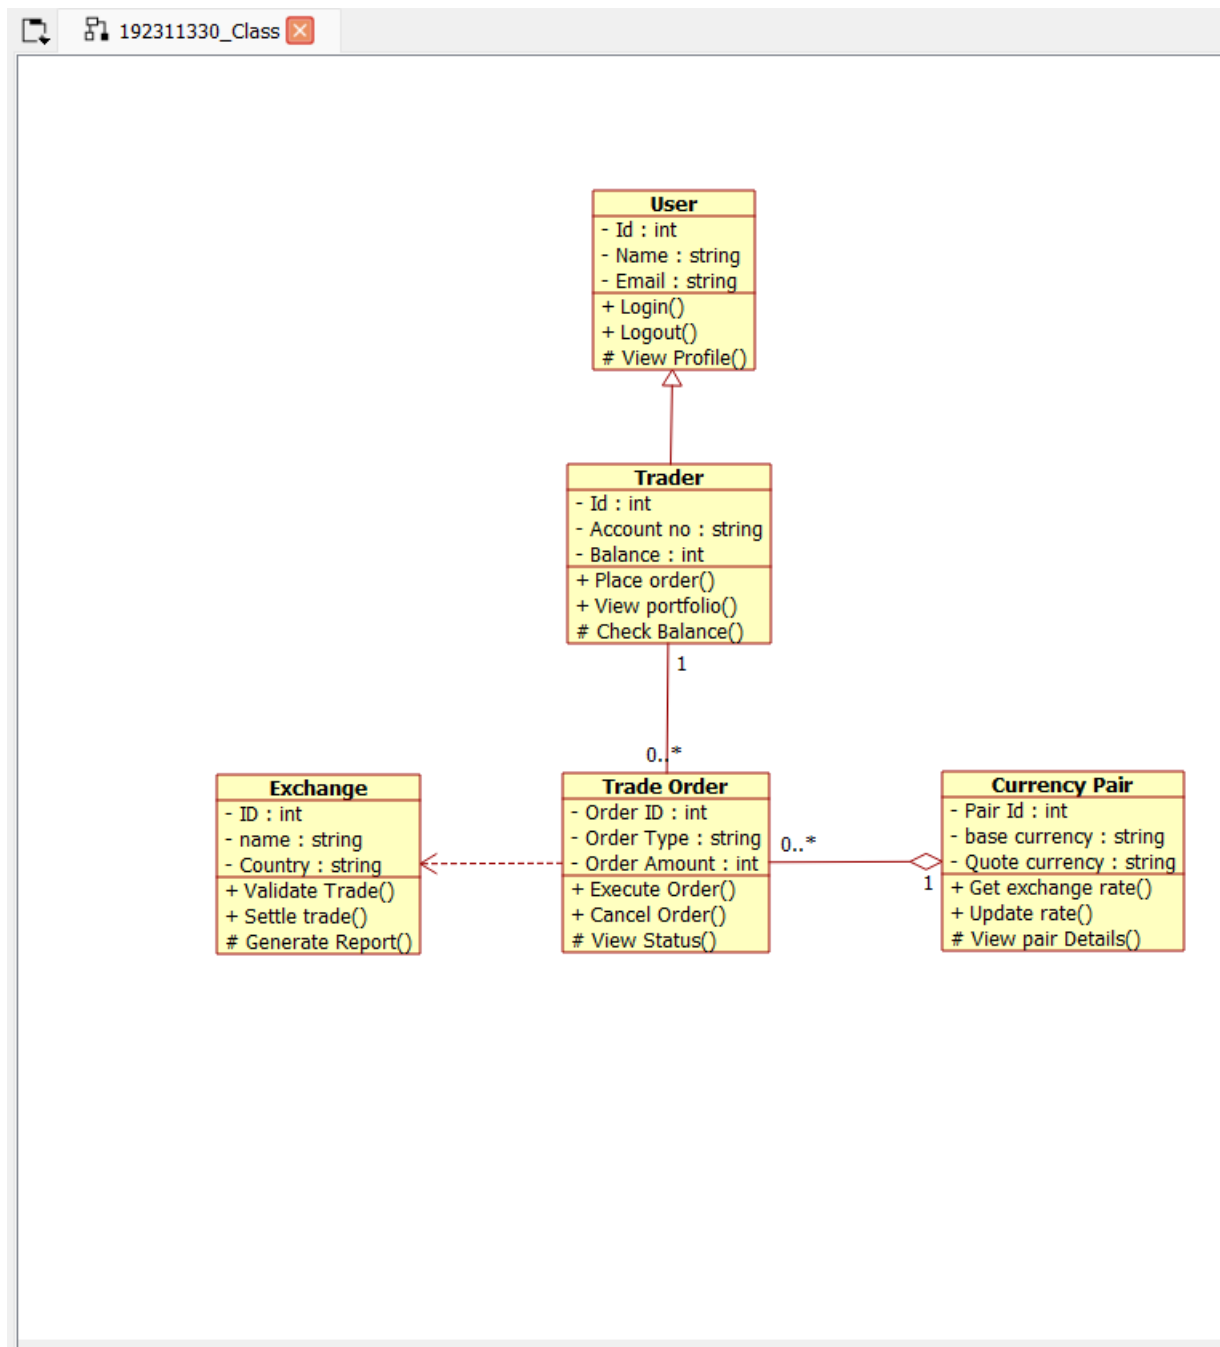 192311330_Class
User
- Id : int
- Name : string
- Email : string
+ Login()
+ Logout()
# View Profile()
Trader
- Id : int
- Account no : string
- Balance : int
+ Place order()
+ View portfolio()
# Check Balance()
1
0..*
Exchange
- ID : int
- name : string
- Country : string
+ Validate Trade()
+ Settle trade()
# Generate Report()
Trade Order
- Order ID : int
- Order Type : string
- Order Amount : int
+ Execute Order()
+ Cancel Order()
# View Status()
0..*
1
Currency Pair
- Pair Id : int
- base currency : string
- Quote currency : string
+ Get exchange rate()
+ Update rate()
# View pair Details()